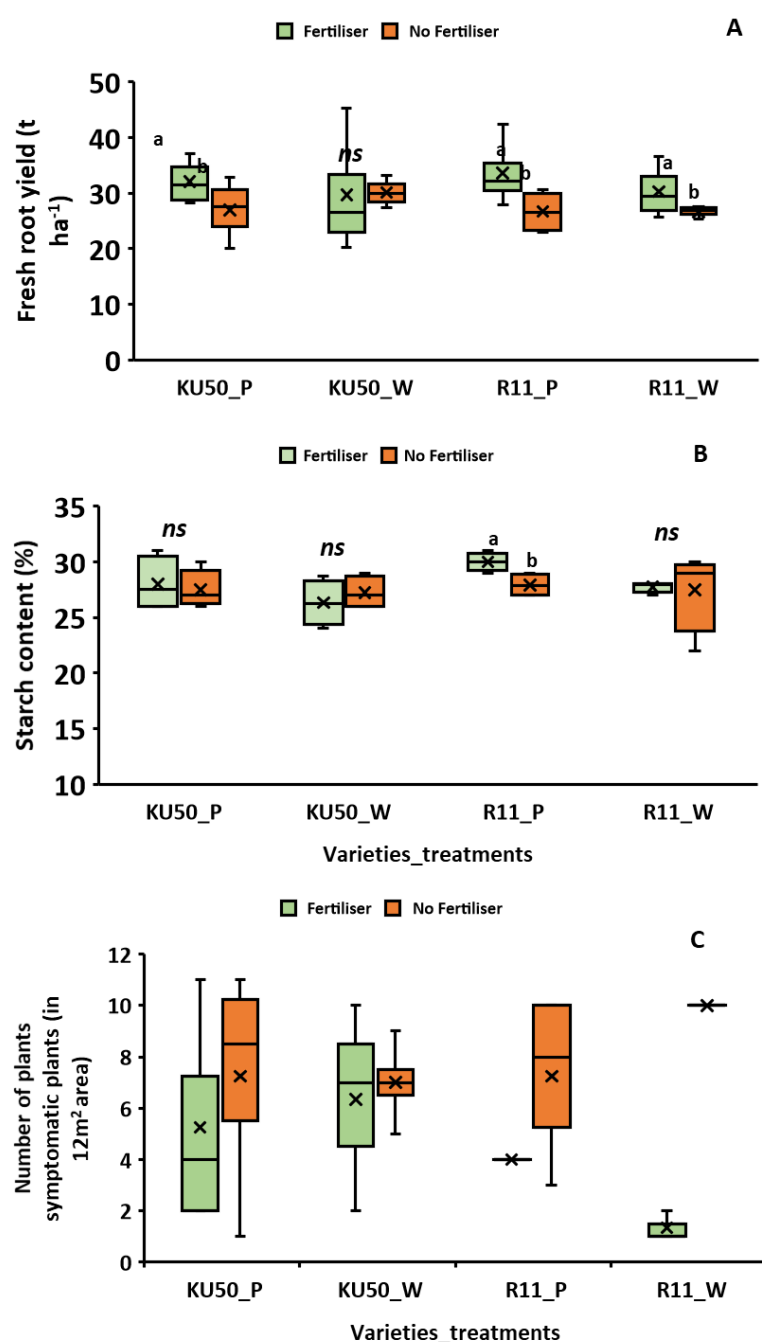 Fertiliser No Fertiliser
A
Fresh root yield (t
ha⁻¹)
50
40
30
20
10
0
a
b
ns
a
b
a
b
KU50_P KU50_W R11_P R11_W
Fertiliser No Fertiliser
B
Starch content (%)
35
30
25
20
15
10
ns
ns
a
b
ns
KU50_P KU50_W R11_P R11_W
Varieties_treatments
Fertiliser No Fertiliser
C
Number of plants
symptomatic plants (in
12m² area)
12
10
8
6
4
2
0
KU50_P KU50_W R11_P R11_W
Varieties_treatments